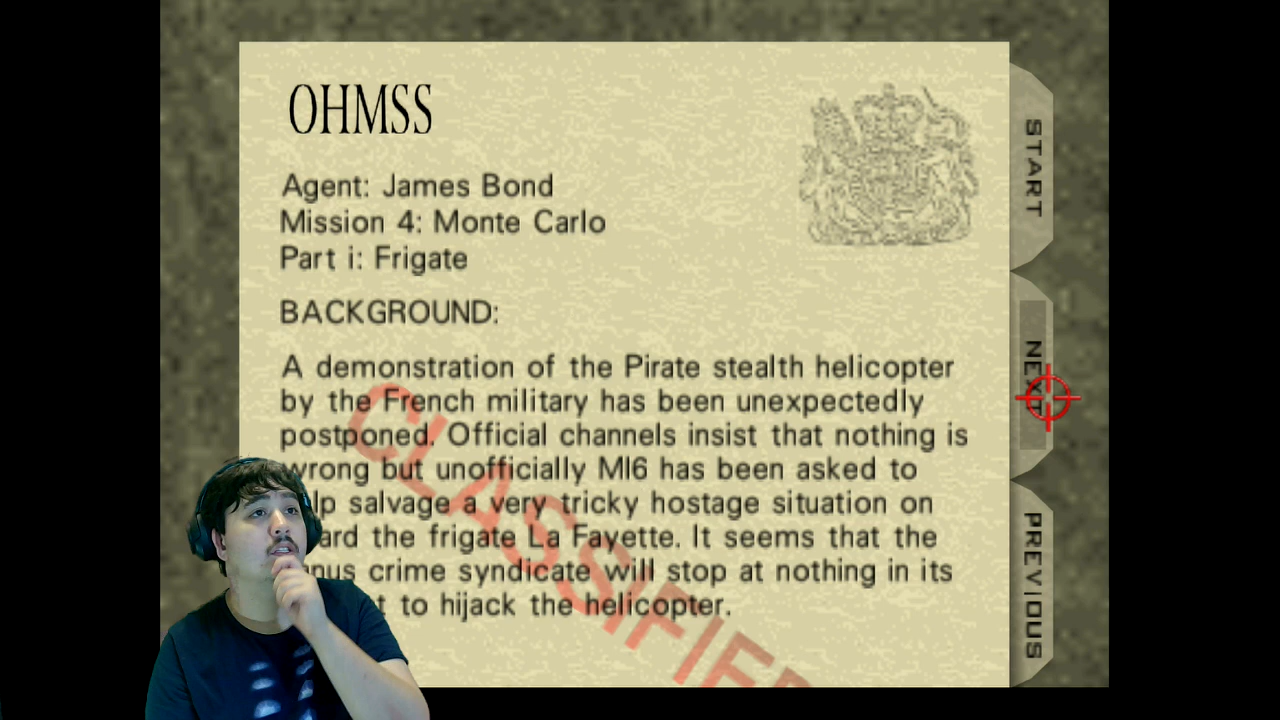 OHMSS
Agent: James Bond
Mission 4: Monte Carlo
Part i: Frigate
BACKGROUND:
A demonstration of the Pirate stealth helicopter
by the French military has been unexpectedly
postponed. Official channels insist that nothing is
wrong but unofficially MI6 has been asked to
salvage a very tricky hostage situation on
the frigate La Fayette. It seems that the
crime syndicate will stop at nothing in its
to hijack the helicopter.
CLASSIFIED
START
NEXT
PREVIOUS